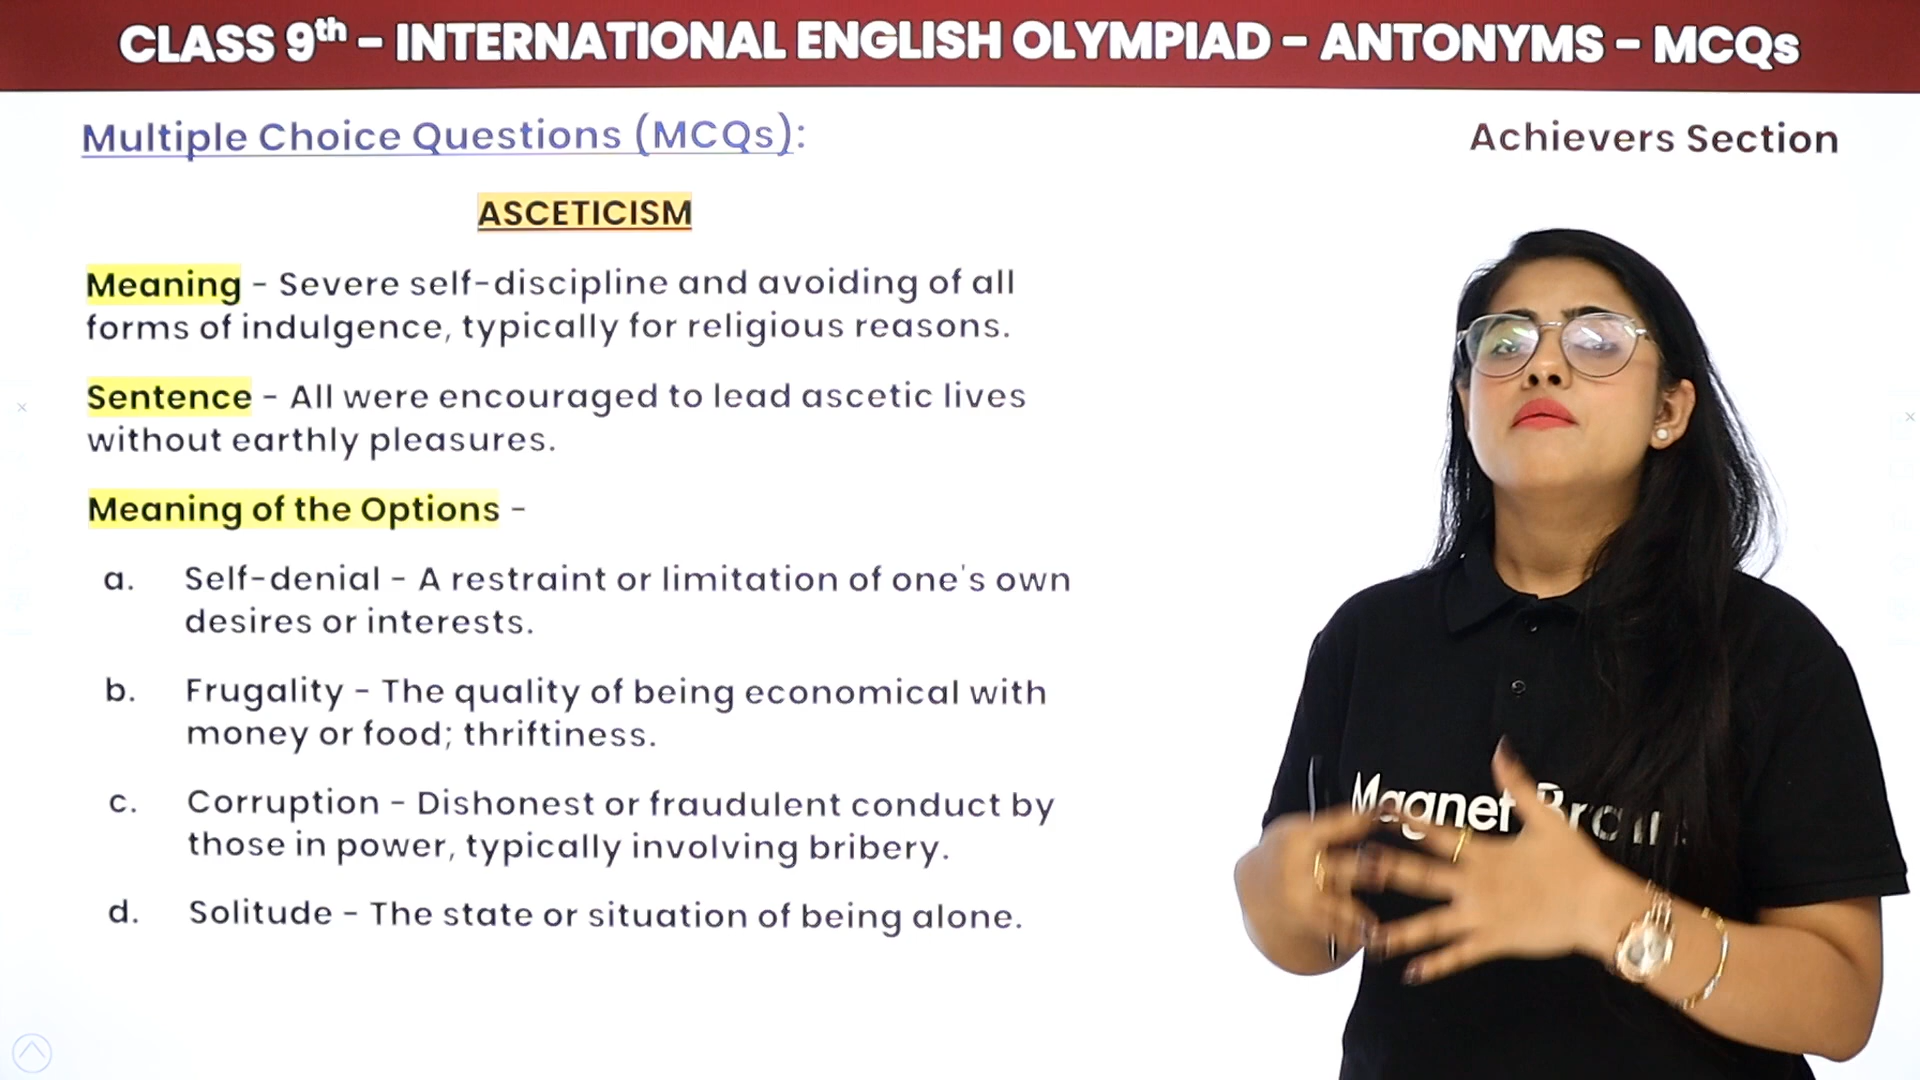 CLASS 9th - INTERNATIONAL ENGLISH OLYMPIAD - ANTONYMS - MCQs
Multiple Choice Questions (MCQs):
Achievers Section
ASCETICISM
Meaning - Severe self-discipline and avoiding of all
forms of indulgence, typically for religious reasons.
Sentence - All were encouraged to lead ascetic lives
without earthly pleasures.
Meaning of the Options -
a. Self-denial - A restraint or limitation of one's own
desires or interests.
b. Frugality - The quality of being economical with
money or food; thriftiness.
c. Corruption - Dishonest or fraudulent conduct by
those in power, typically involving bribery.
d. Solitude - The state or situation of being alone.
Magnet Brains